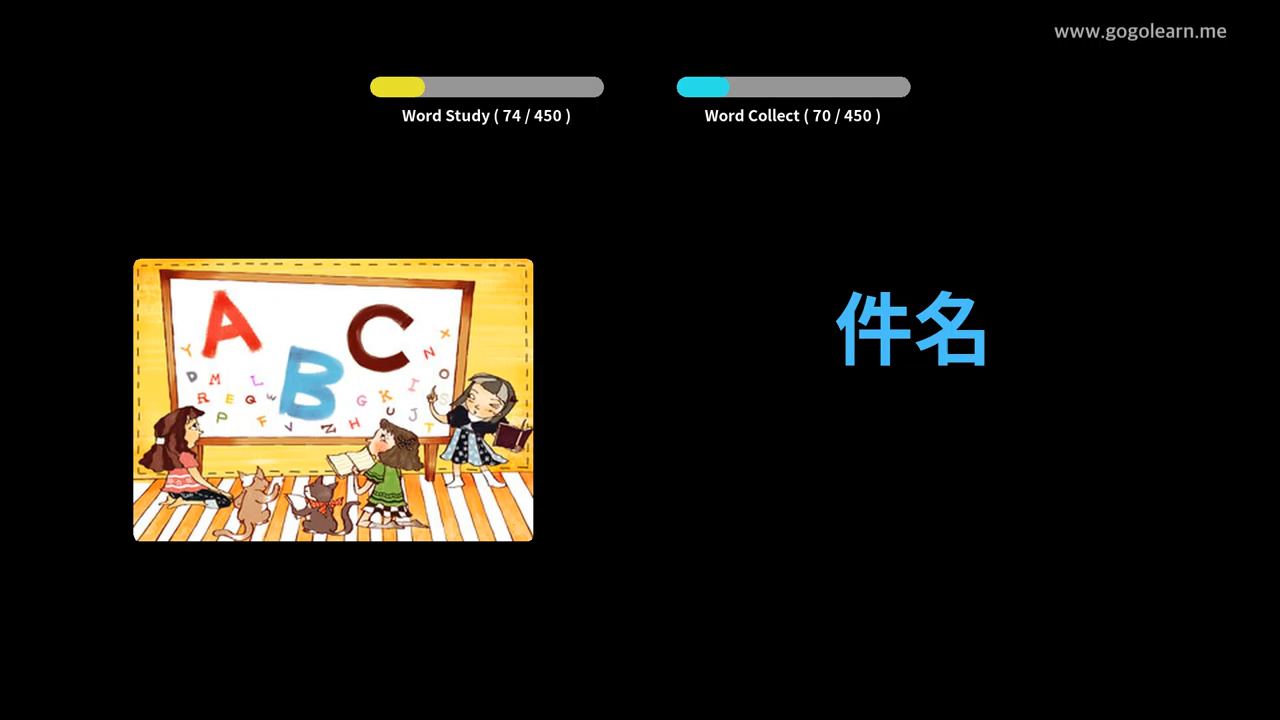 www.gogolearn.me
Word Study ( 74 / 450 )
Word Collect ( 70 / 450 )
件名
A
B
C
X
Y
N
D M L O
R E Q W G K I S
P F V Z H U J T